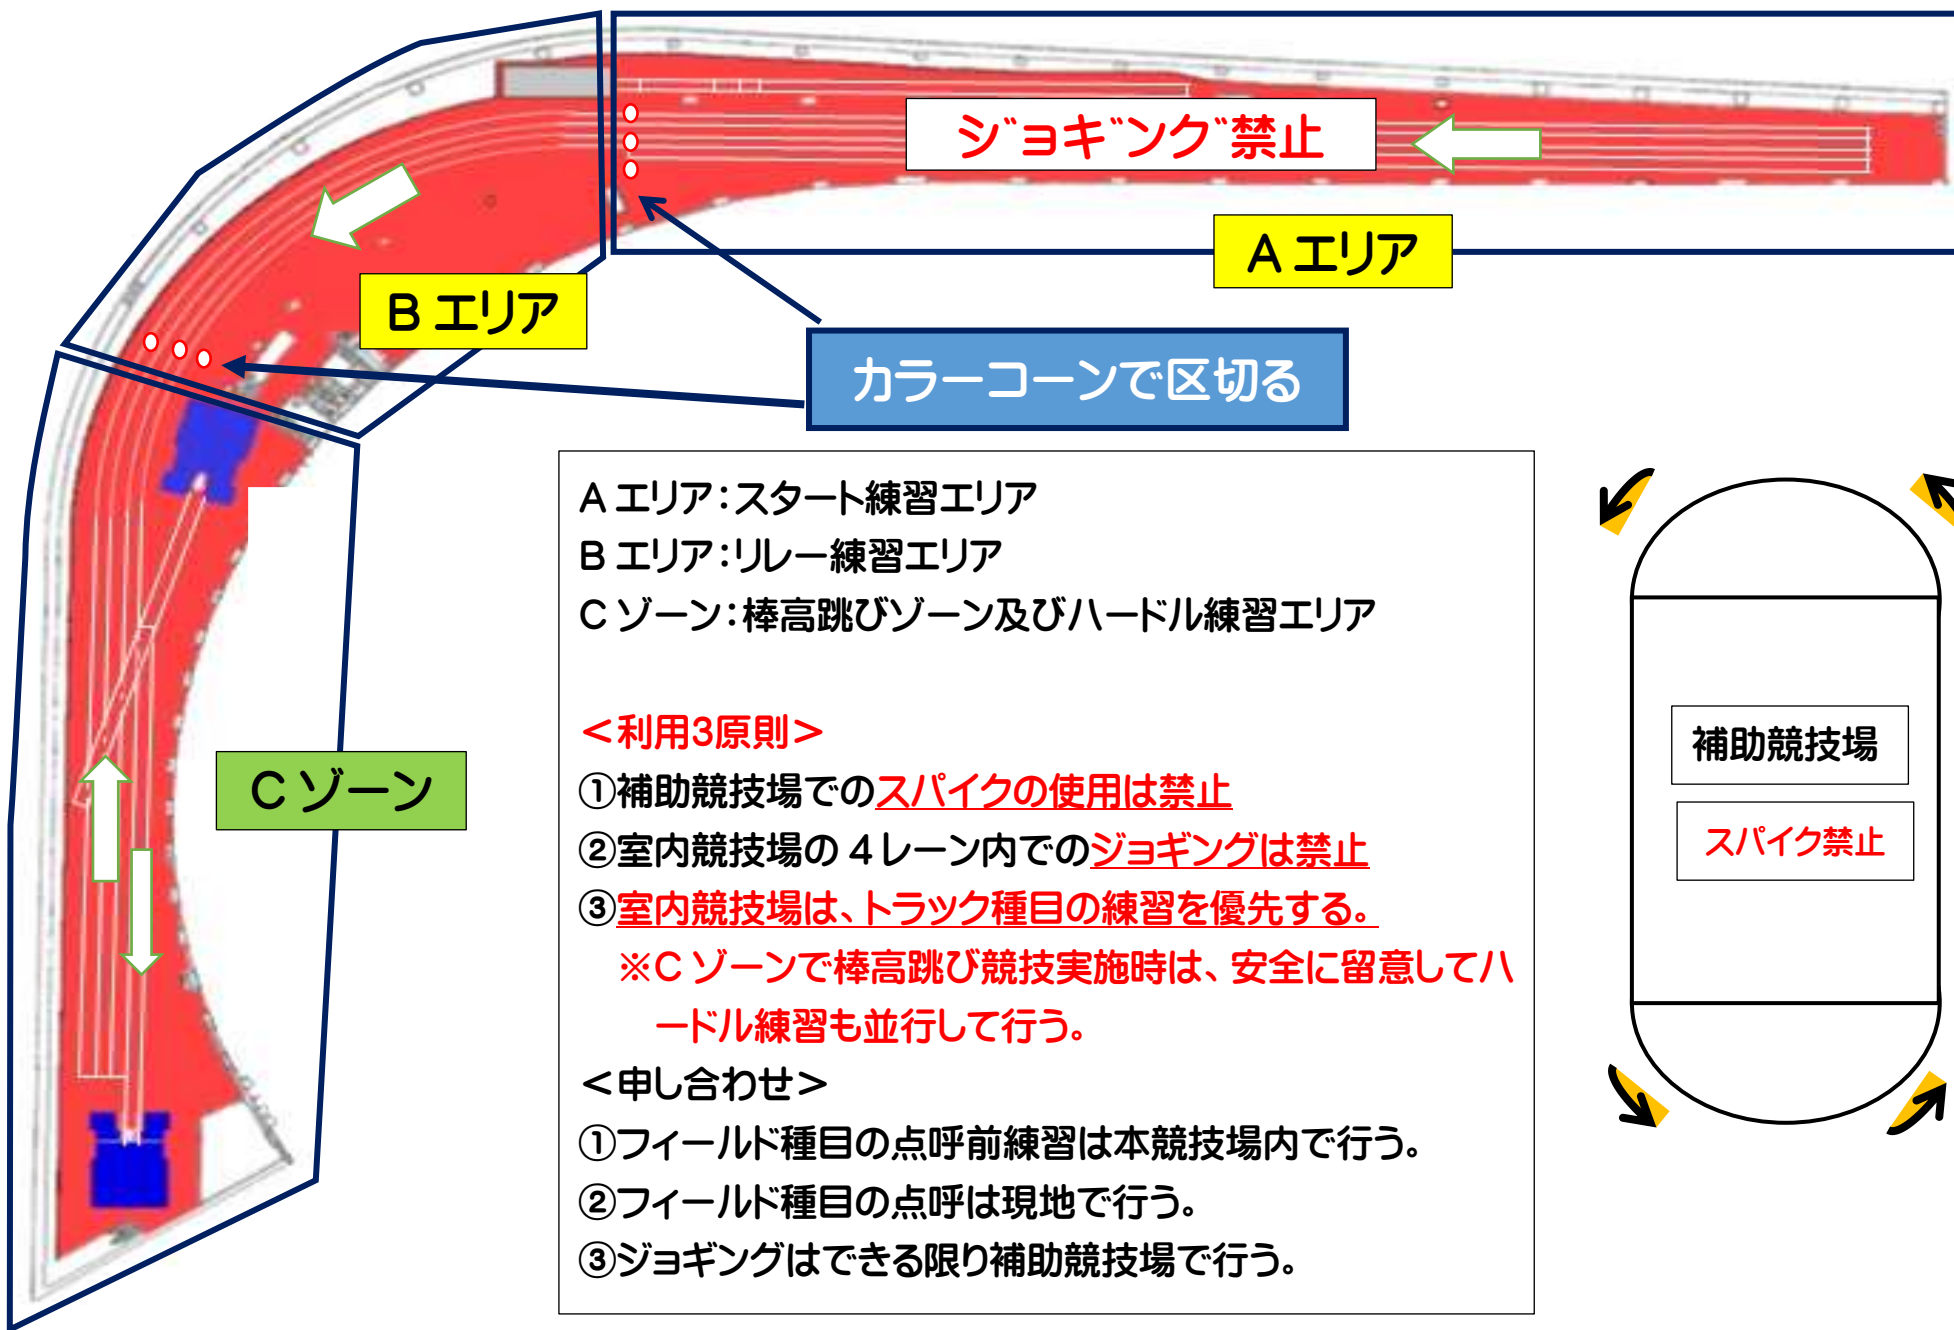 ジョギング禁止
A エリア
B エリア
カラーコーンで区切る
C ゾーン
A エリア:スタート練習エリア
B エリア:リレー練習エリア
C ゾーン:棒高跳びゾーン及びハードル練習エリア
<利用3原則>
①補助競技場でのスパイクの使用は禁止
②室内競技場の 4 レーン内でのジョギングは禁止
③室内競技場は、トラック種目の練習を優先する。
※C ゾーンで棒高跳び競技実施時は、安全に留意してハ
ードル練習も並行して行う。
<申し合わせ>
①フィールド種目の点呼前練習は本競技場内で行う。
②フィールド種目の点呼は現地で行う。
③ジョギングはできる限り補助競技場で行う。
補助競技場
スパイク禁止